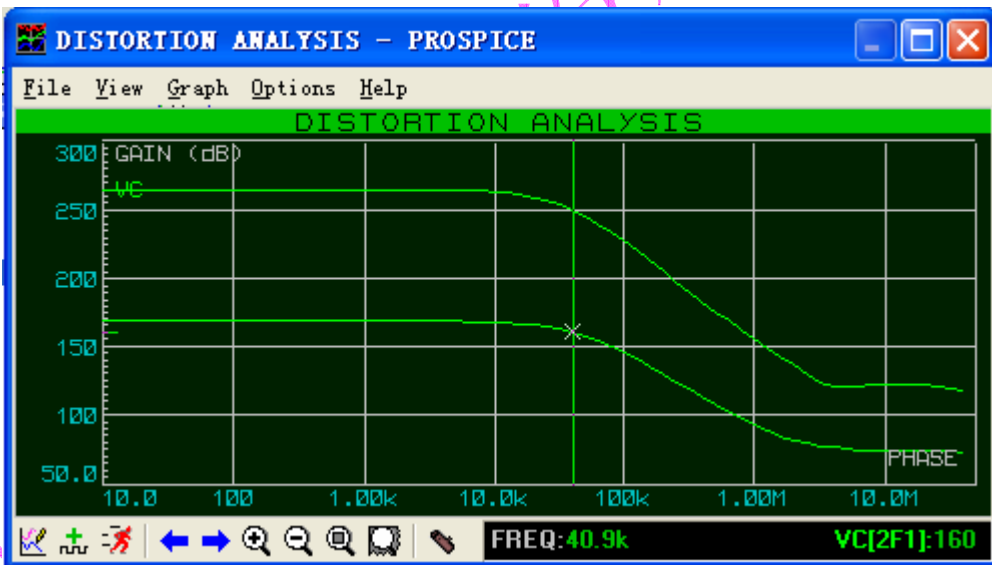 DISTORTION ANALYSIS - PROSPICE
File View Graph Options Help
DISTORTION ANALYSIS
300
GAIN (dB)
VC
250
200
150
100
50.0
PHASE
10.0 100 1.00k 10.0k 100k 1.00M 10.0M
FREQ:40.9k VC[2F1]:160